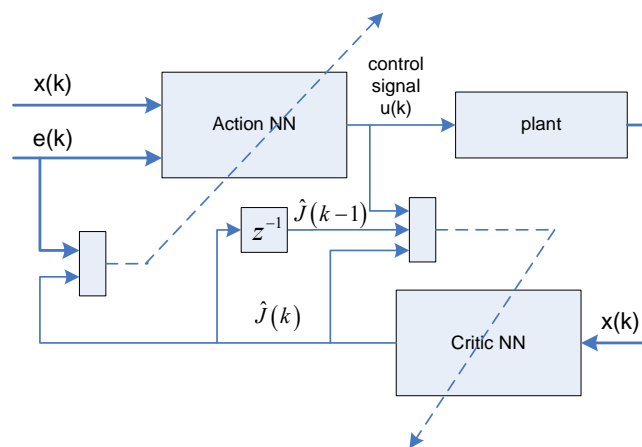 x(k)
e(k)
Action NN
control
signal
u(k)
plant
z⁻¹
Ĵ(k−1)
Ĵ(k)
Critic NN
x(k)